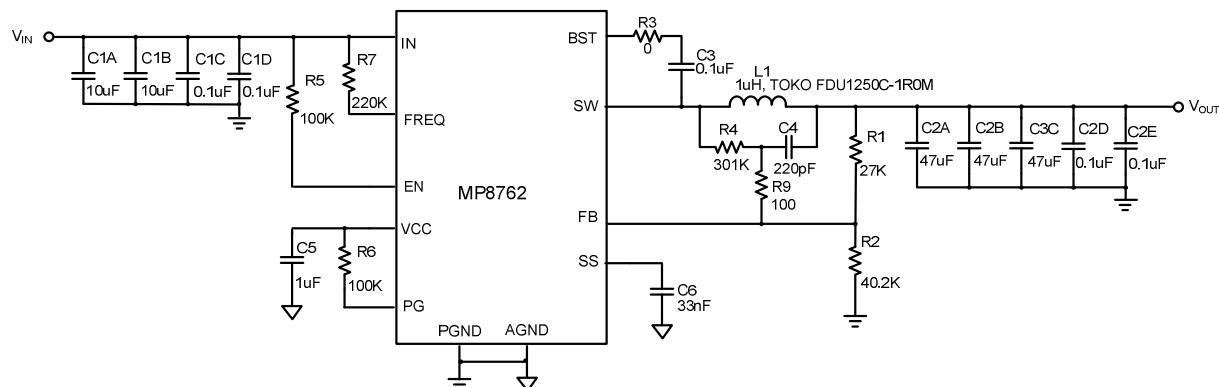 VIN
C1A
10uF
C1B
10uF
C1C
0.1uF
C1D
0.1uF
R5
100K
R7
220K
IN
FREQ
EN
VCC
PG
PGND
AGND
MP8762
BST
SW
FB
SS
C5
1uF
R6
100K
R3
0
C3
0.1uF
L1
1uH, TOKO FDU1250C-1R0M
R4
301K
C4
220pF
R9
100
R1
27K
R2
40.2K
C6
33nF
C2A
47uF
C2B
47uF
C3C
47uF
C2D
0.1uF
C2E
0.1uF
VOUT